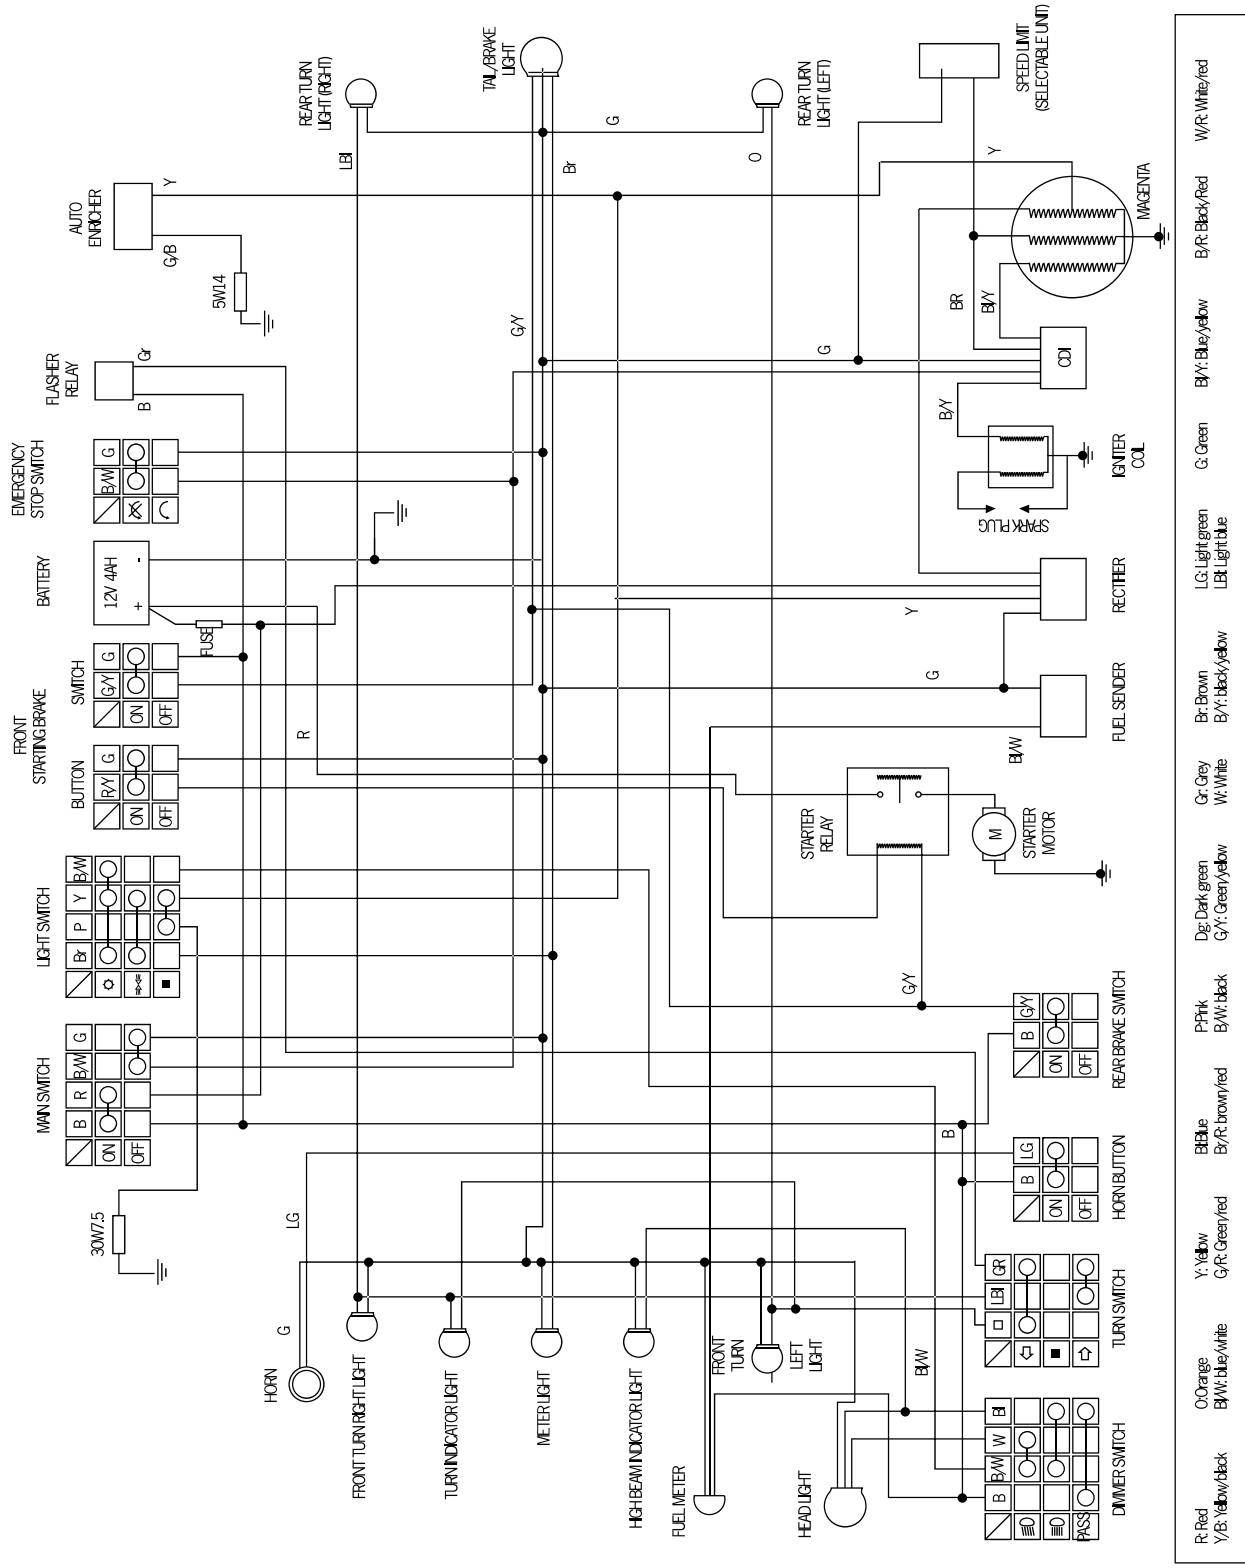 30W7.5
MAIN SWITCH
B R B/W G
ON
OFF
LIGHT SWITCH
Br P Y B/W
FRONT
STARTING BRAKE
BUTTON
R/Y G
ON
OFF
SWITCH
G/Y G
ON
OFF
BATTERY
12V 4AH
+ -
FUSE
EMERGENCY
STOP SWITCH
B/W G
FLASHER
RELAY
B Gr
AUTO
ENRICHER
G/B Y
5W14
HORN
G
LG
R
REAR TURN
LIGHT (RIGHT)
LBl
FRONT TURN RIGHT LIGHT
TAIL/BRAKE
LIGHT
TURN INDICATOR LIGHT
G/Y
Br
G
METER LIGHT
HIGH BEAM INDICATOR LIGHT
REAR TURN
LIGHT (LEFT)
O
FUEL METER
FRONT
TURN
LEFT
LIGHT
HEAD LIGHT
Bl/W
B
G/Y
STARTER
RELAY
M
STARTER
MOTOR
Bl/W
G
Y
SPARK PLUG
B/Y
G
BR
Bl/Y
Y
SPEED LIMIT
(SELECTABLE UNIT)
DIMMER SWITCH
B B/W W Bl
PASS
TURN SWITCH
LBl GR
HORN BUTTON
B LG
ON
OFF
REAR BRAKE SWITCH
B G/Y
ON
OFF
FUEL SENDER
RECTIFIER
IGNITER
COIL
CDI
MAGENTA
R: Red O:Orange Y: Yellow Bl:Blue P:Pink Dg: Dark green Gr: Grey Br: Brown LG: Light green G: Green Bl/Y: Blue/yellow B/R: Black/Red W/R: White/red
Y/B: Yellow/black Bl/W: blue/white G/R: Green/red Br/R: brown/red B/W: black G/Y: Green/yellow W: White B/Y: black/yellow LBl: Light blue